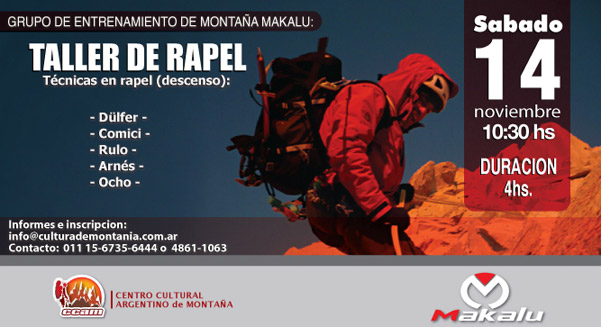 GRUPO DE ENTRENAMIENTO DE MONTAÑA MAKALU:
TALLER DE RAPEL
Técnicas en rapel (descenso):
- Dülfer -
- Comici -
- Rulo -
- Arnés -
- Ocho -
Sabado
14
noviembre
10:30 hs
DURACION
4hs.
Informes e inscripcion:
info@culturademontania.com.ar
Contacto: 011 15-6735-6444 o 4861-1063
ccam
CENTRO CULTURAL
ARGENTINO de MONTAÑA
Makalu